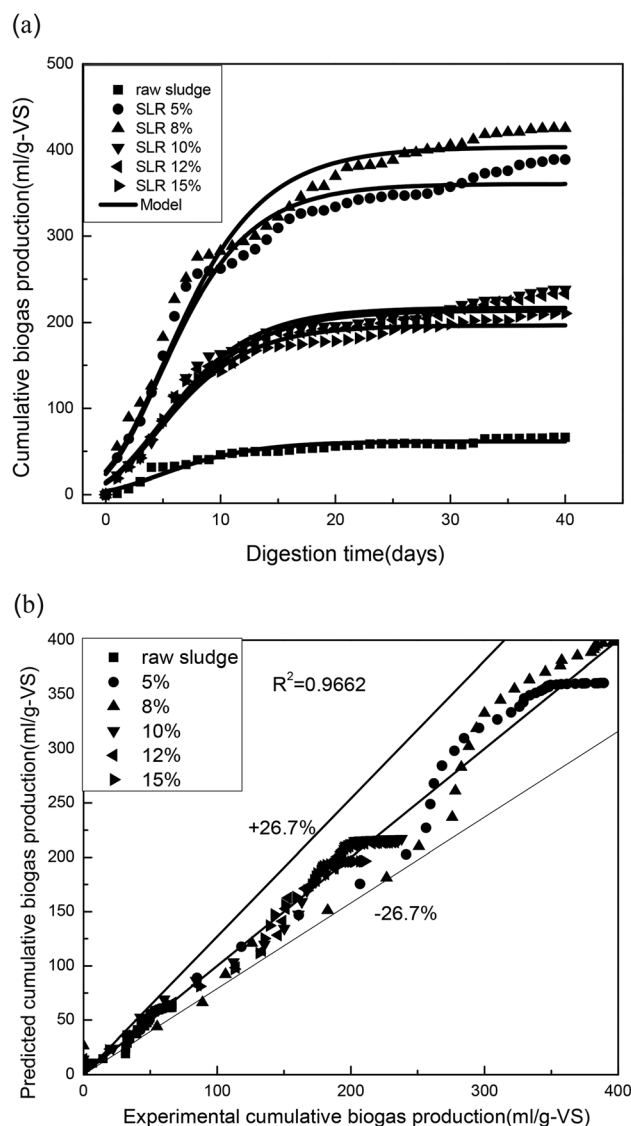 (a)
500
400
300
200
100
0
Cumulative biogas production(ml/g-VS)
raw sludge
SLR 5%
SLR 8%
SLR 10%
SLR 12%
SLR 15%
Model
0
10
20
30
40
Digestion time(days)
(b)
400
350
300
250
200
150
100
50
0
Predicted cumulative biogas production(ml/g-VS)
raw sludge
5%
8%
10%
12%
15%
R²=0.9662
+26.7%
-26.7%
0
100
200
300
400
Experimental cumulative biogas production(ml/g-VS)